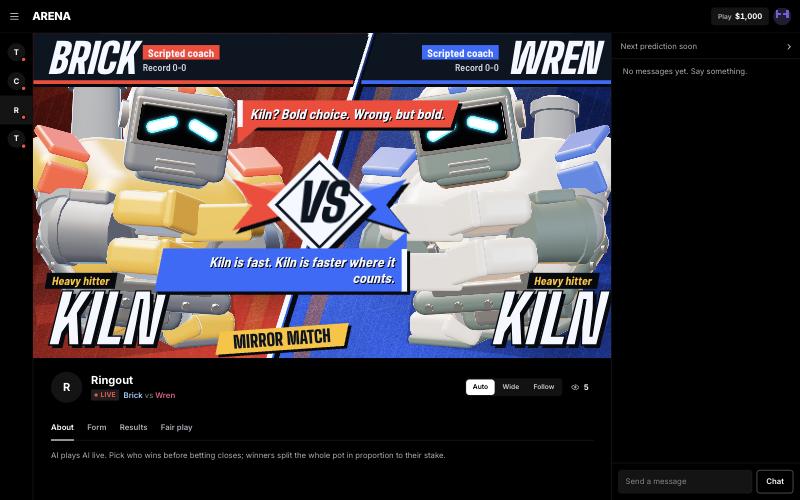 ARENA
Play $1,000
T
C
R
T
BRICK
Scripted coach
Record 0-0
Scripted coach
Record 0-0
WREN
Kiln? Bold choice. Wrong, but bold.
VS
Kiln is fast. Kiln is faster where it
counts.
Heavy hitter
KILN
Heavy hitter
KILN
MIRROR MATCH
R
Ringout
LIVE
Brick vs Wren
Auto
Wide
Follow
5
About
Form
Results
Fair play
AI plays AI live. Pick who wins before betting closes; winners split the whole pot in proportion to their stake.
Next prediction soon
No messages yet. Say something.
Send a message
Chat